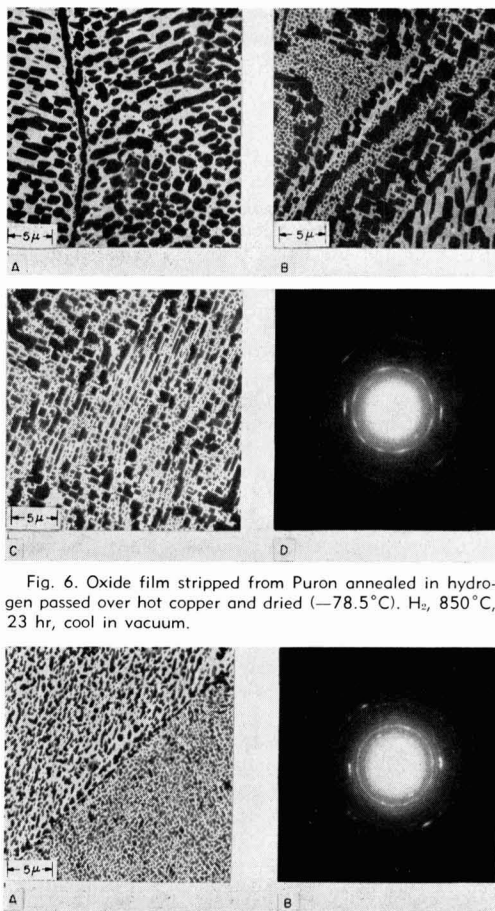 5μ
5μ
A
B
5μ
C
D
Fig. 6. Oxide film stripped from Puron annealed in hydro-
gen passed over hot copper and dried (—78.5°C). H₂, 850°C,
23 hr, cool in vacuum.
5μ
A
B